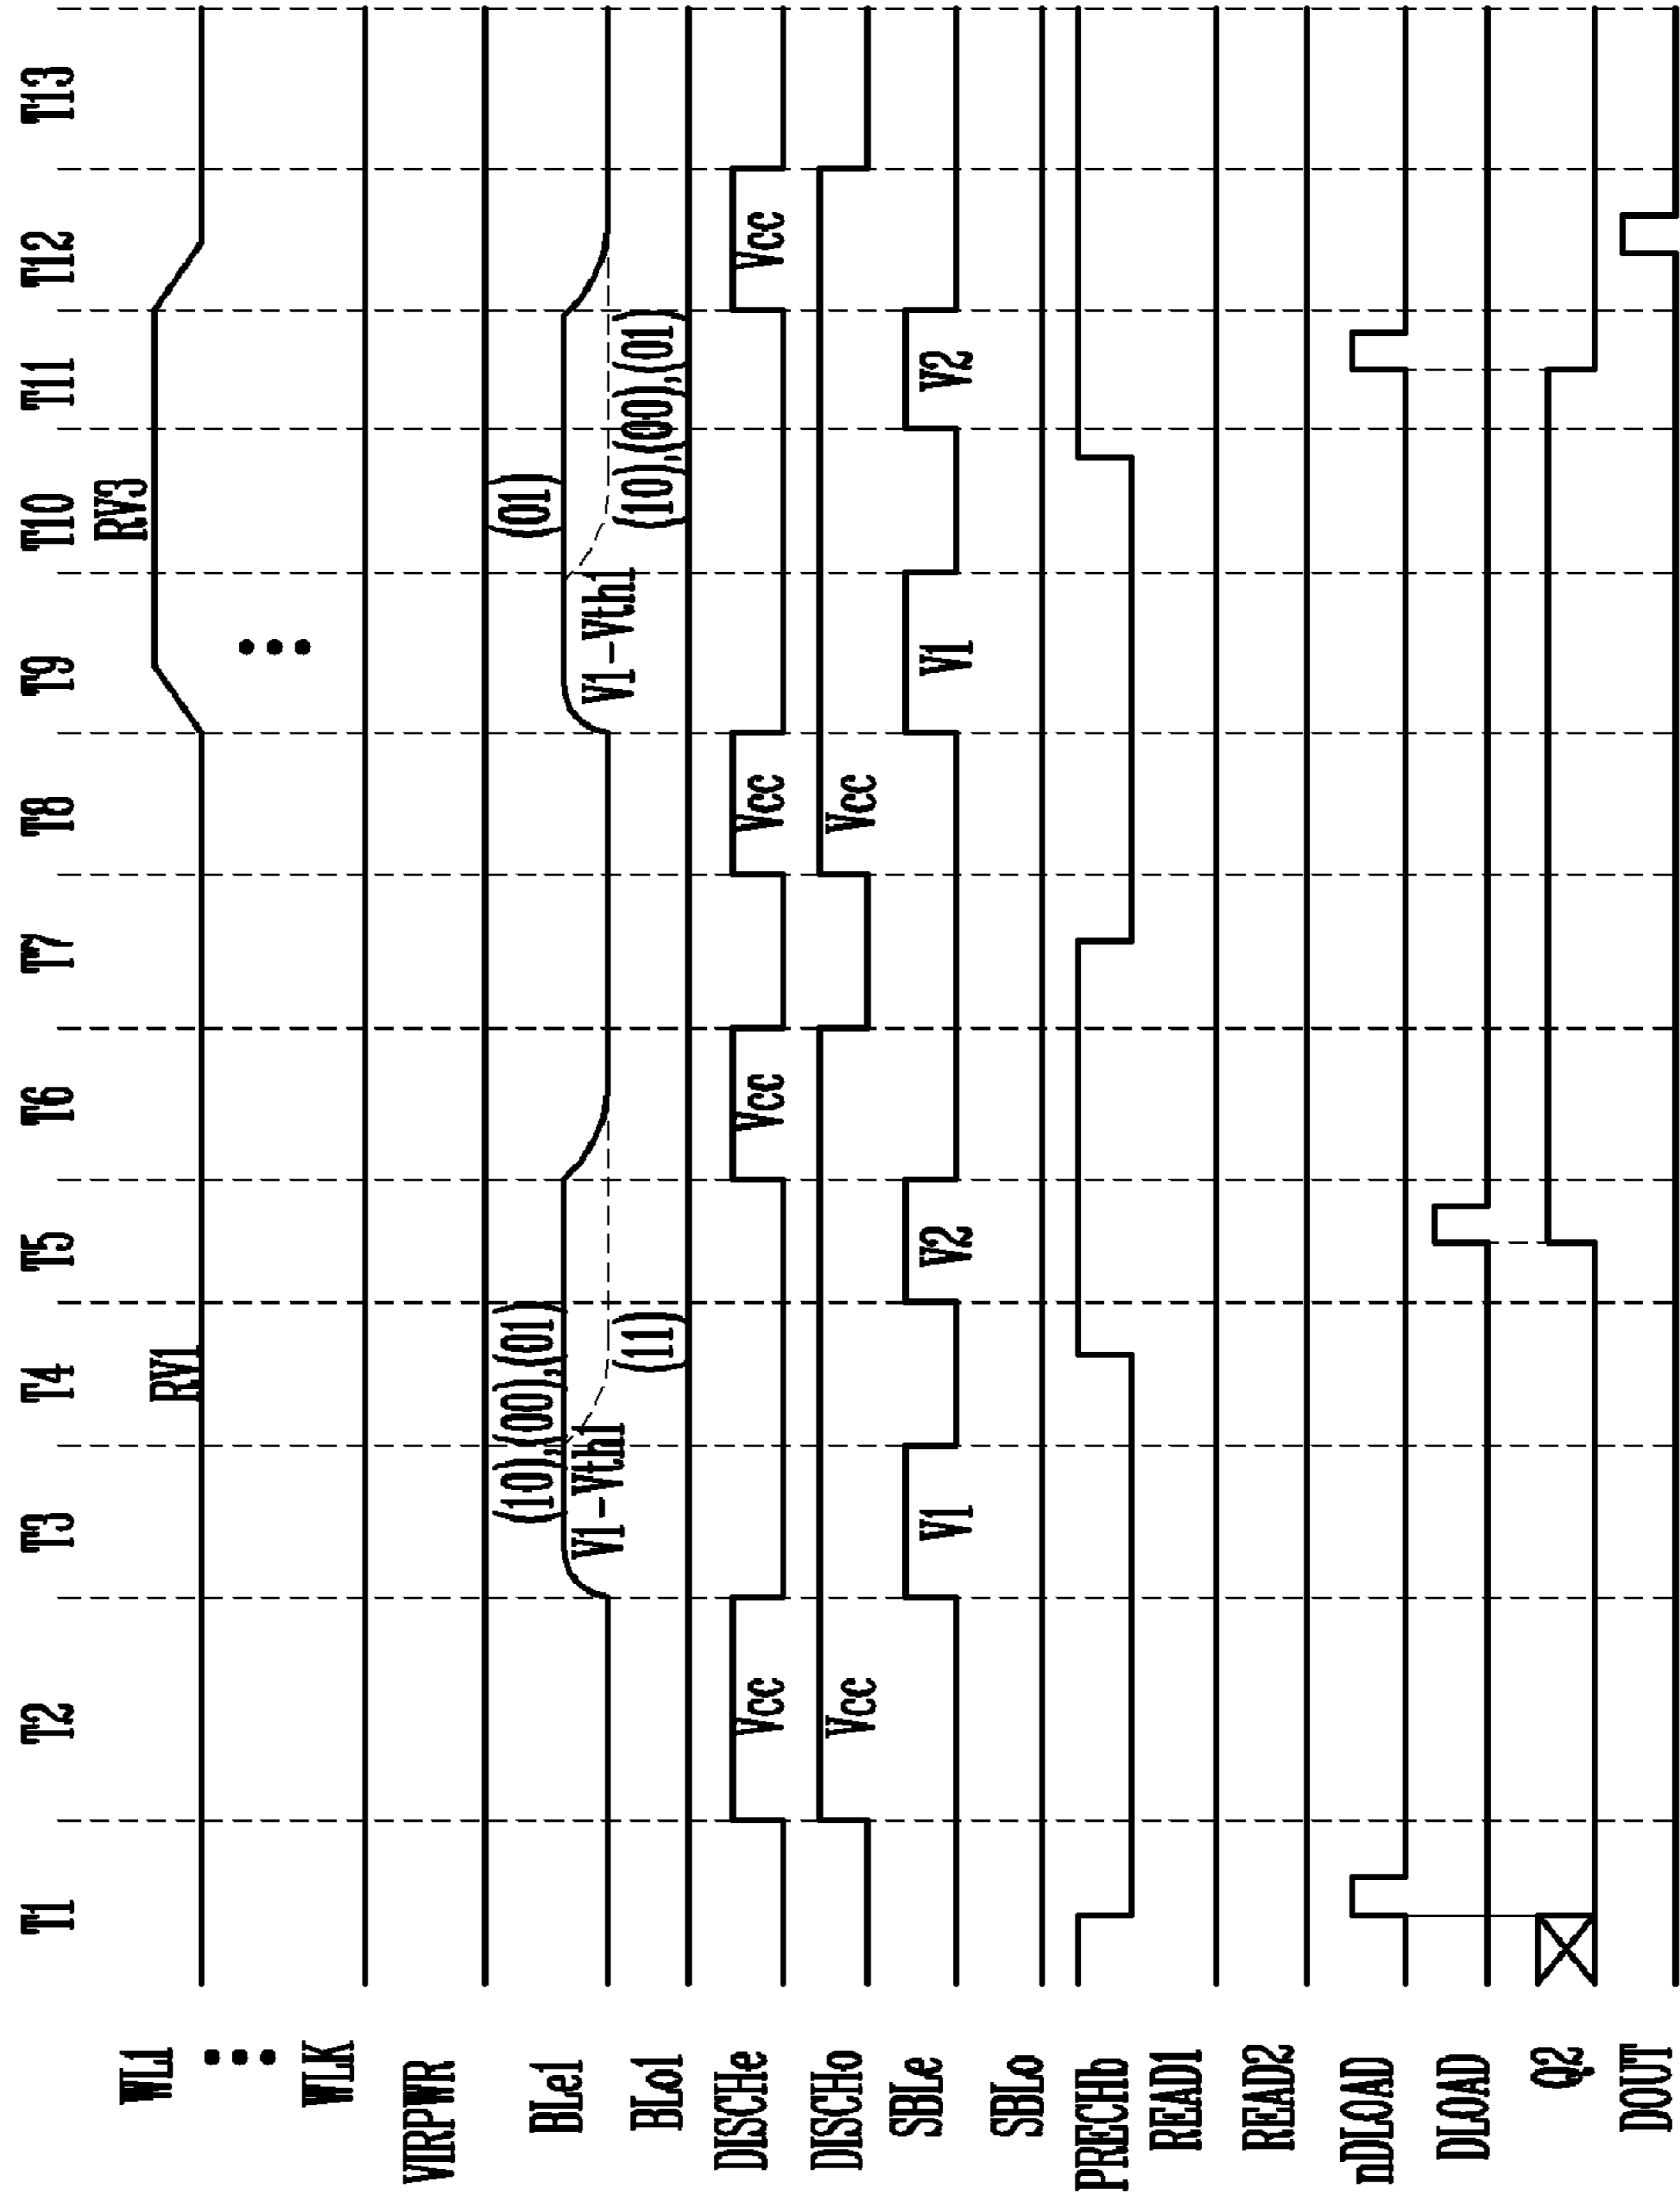 T1 T2 T3 T4 T5 T6 T7 T8 T9 T10 T11 T12 T13
WL1 RV1 RV3
WLK
VIRPWR
(10),(00),(01) (01)
BLe1 V1-Vth1 V1-Vth1
(11) (10),(00),(01)
BLo1
DISCHe Vcc Vcc Vcc Vcc
DISCHo Vcc Vcc
SBLe V1 V2 V1 V2
SBLo
PRECHb
READ1
READ2
nDLOAD
DLOAD
Q2
DOUT